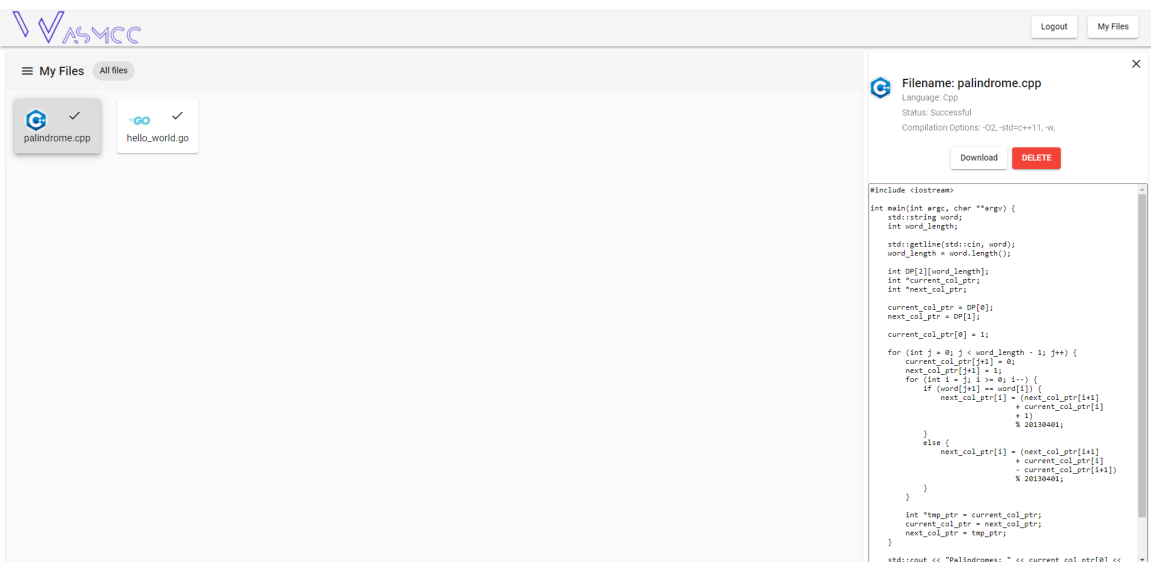 WASMCC
Logout
My Files
My Files
All files
palindrome.cpp
GO
hello_world.go
Filename: palindrome.cpp
Language: Cpp
Status: Successful
Compilation Options: -O2, -std=c++11, -w,
Download
DELETE
#include <iostream>
int main(int argc, char **argv) {
    std::string word;
    int word_length;
    std::getline(std::cin, word);
    word_length = word.length();
    int DP[2][word_length];
    int *current_col_ptr;
    int *next_col_ptr;
    current_col_ptr = DP[0];
    next_col_ptr = DP[1];
    current_col_ptr[0] = 1;
    for (int j = 0; j < word_length - 1; j++) {
        current_col_ptr[j+1] = 0;
        next_col_ptr[j+1] = 1;
        for (int i = j; i >= 0; i--) {
            if (word[j+1] == word[i]) {
                next_col_ptr[i] = (next_col_ptr[i+1]
                                + current_col_ptr[i]
                                + 1)
                                % 20130401;
            }
            else {
                next_col_ptr[i] = (next_col_ptr[i+1]
                                + current_col_ptr[i]
                                - current_col_ptr[i+1])
                                % 20130401;
            }
        }
        int *tmp_ptr = current_col_ptr;
        current_col_ptr = next_col_ptr;
        next_col_ptr = tmp_ptr;
    }
    std::cout << "Palindromes: " << current_col_ptr[0] <<